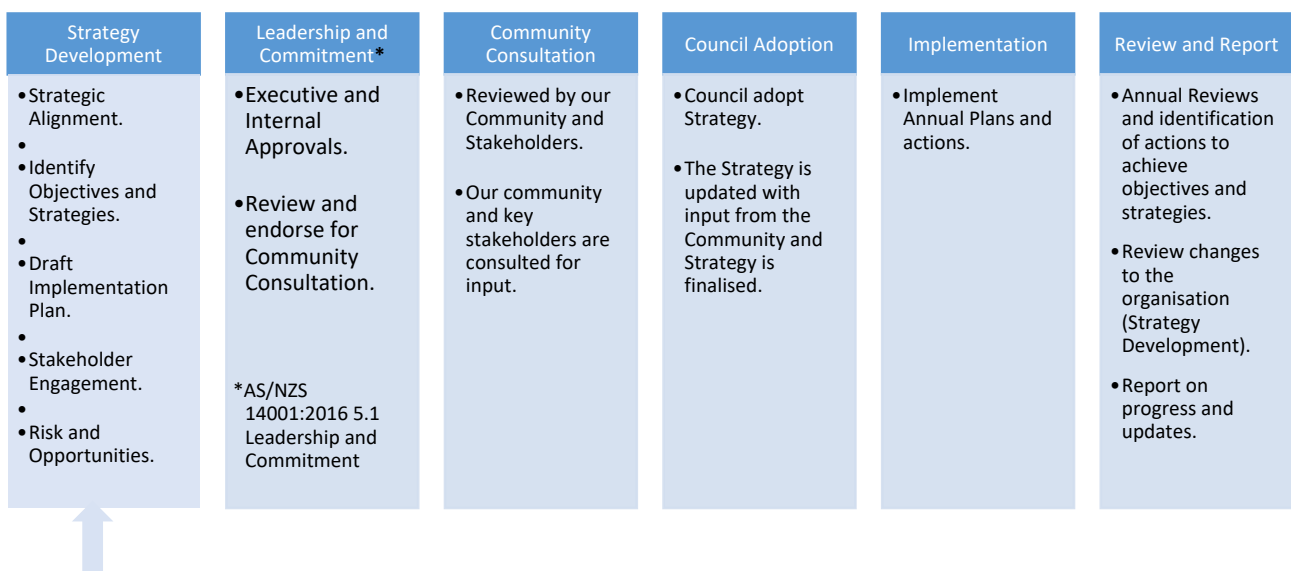 Strategy
Development
•Strategic
Alignment.
•
•Identify
Objectives and
Strategies.
•
•Draft
Implementation
Plan.
•
•Stakeholder
Engagement.
•
•Risk and
Opportunities.
Leadership and
Commitment*
•Executive and
Internal
Approvals.
•Review and
endorse for
Community
Consultation.
*AS/NZS
14001:2016 5.1
Leadership and
Commitment
Community
Consultation
•Reviewed by our
Community and
Stakeholders.
•Our community
and key
stakeholders are
consulted for
input.
Council Adoption
•Council adopt
Strategy.
•The Strategy is
updated with
input from the
Community and
Strategy is
finalised.
Implementation
•Implement
Annual Plans and
actions.
Review and Report
•Annual Reviews
and identification
of actions to
achieve
objectives and
strategies.
•Review changes
to the
organisation
(Strategy
Development).
•Report on
progress and
updates.